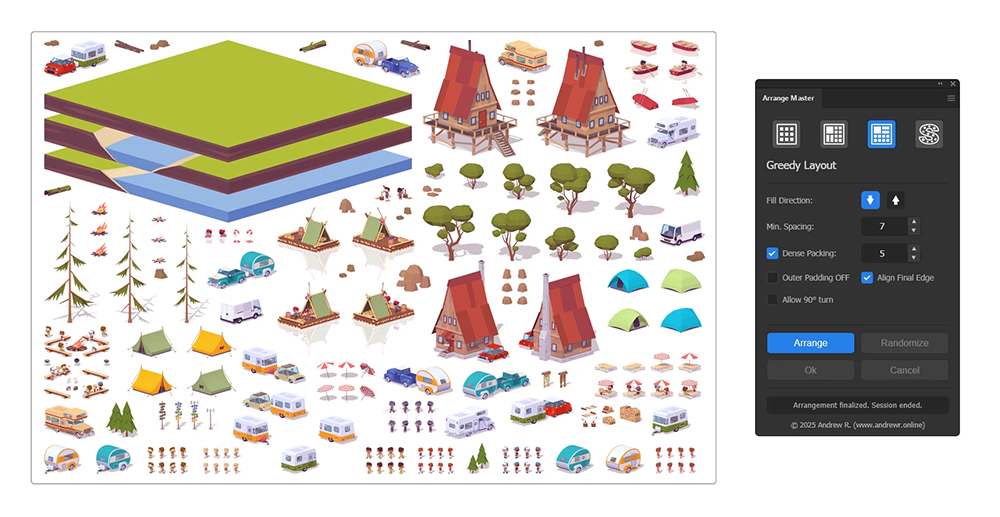 Arrange Master
Greedy Layout
Fill Direction:
Min. Spacing:
7
Dense Packing:
5
Outer Padding OFF
Align Final Edge
Allow 90° turn
Arrange
Randomize
Ok
Cancel
Arrangement finalized. Session ended.
© 2025 Andrew R. (www.andrewr.online)